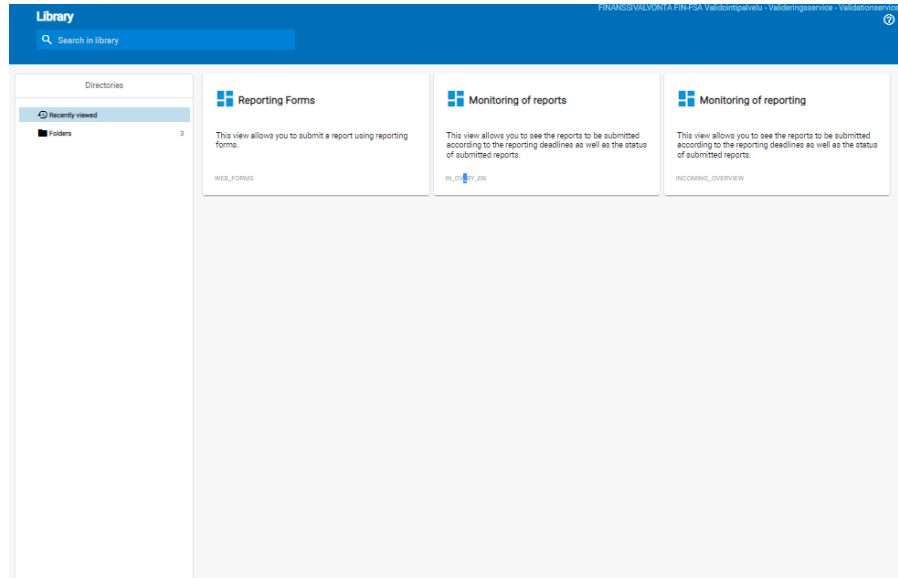 FINANSSIVALVONTA FIN-FSA Validointipalvelu - Valideringsservice - Validationservice
Library
Search in library
Directories
Recently viewed
Folders 3
Reporting Forms
This view allows you to submit a report using reporting
forms.
WEB_FORMS
Monitoring of reports
This view allows you to see the reports to be submitted
according to the reporting deadlines as well as the status
of submitted reports.
Monitoring of reporting
This view allows you to see the reports to be submitted
according to the reporting deadlines as well as the status
of submitted reports.
INCOMING_OVERVIEW